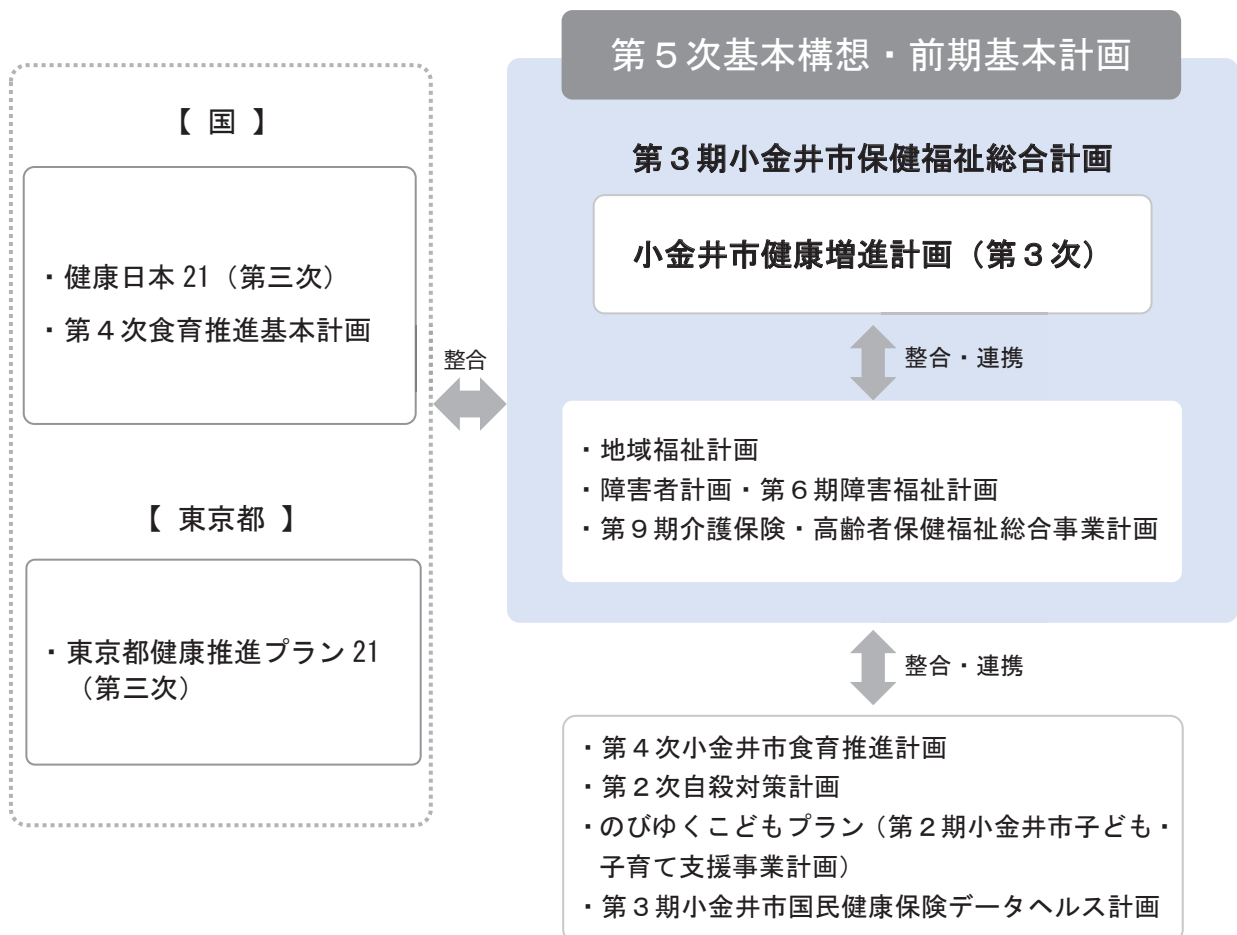 【 国 】
・健康日本 21（第三次）
・第４次食育推進基本計画
【 東京都 】
・東京都健康推進プラン 21
（第三次）
整合
第５次基本構想・前期基本計画
第３期小金井市保健福祉総合計画
小金井市健康増進計画（第３次）
整合・連携
・地域福祉計画
・障害者計画・第６期障害福祉計画
・第９期介護保険・高齢者保健福祉総合事業計画
整合・連携
・第４次小金井市食育推進計画
・第２次自殺対策計画
・のびゆくこどもプラン（第２期小金井市子ども・
子育て支援事業計画）
・第３期小金井市国民健康保険データヘルス計画